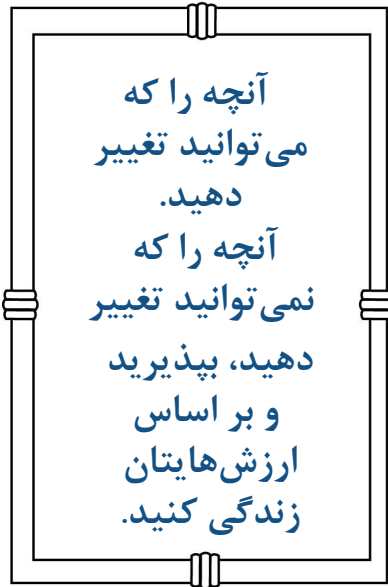 آنچه را که
می‌توانید تغییر
دهید.
آنچه را که
نمی‌توانید تغییر
دهید، بپذیرید
و بر اساس
ارزش‌هایتان
زندگی کنید.